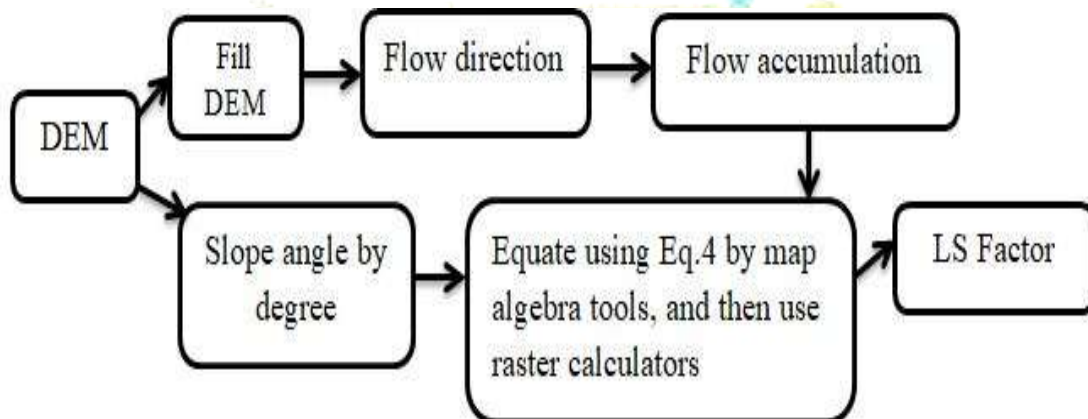 Fill
DEM
Flow direction
Flow accumulation
DEM
Slope angle by
degree
Equate using Eq.4 by map
algebra tools, and then use
raster calculators
LS Factor